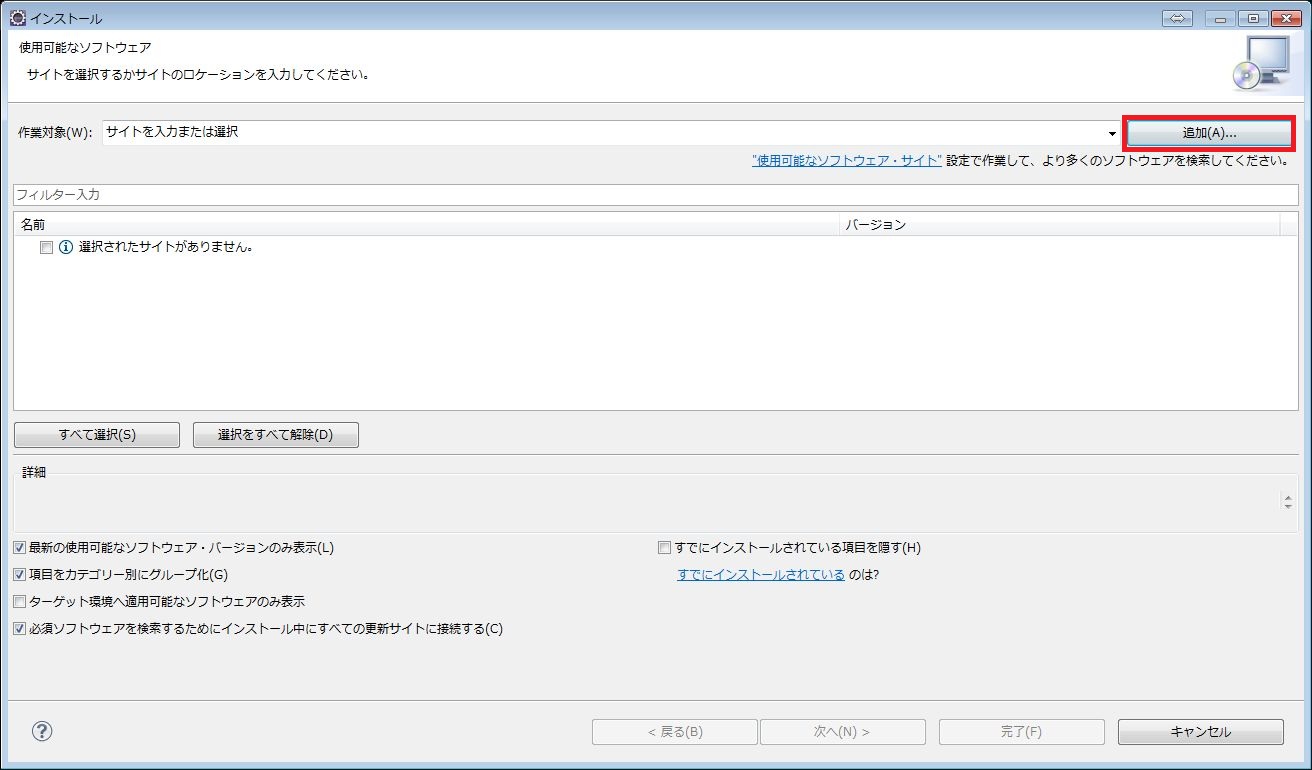 インストール
使用可能なソフトウェア
サイトを選択するかサイトのロケーションを入力してください。
作業対象(W): サイトを入力または選択 追加(A)...
"使用可能なソフトウェア・サイト" 設定で作業して、より多くのソフトウェアを検索してください。
フィルター入力
名前 バージョン
選択されたサイトがありません。
すべて選択(S) 選択をすべて解除(D)
詳細
最新の使用可能なソフトウェア・バージョンのみ表示(L) すでにインストールされている項目を隠す(H)
項目をカテゴリー別にグループ化(G) すでにインストールされている のは?
ターゲット環境へ適用可能なソフトウェアのみ表示
必須ソフトウェアを検索するためにインストール中にすべての更新サイトに接続する(C)
? < 戻る(B) 次へ(N) > 完了(F) キャンセル